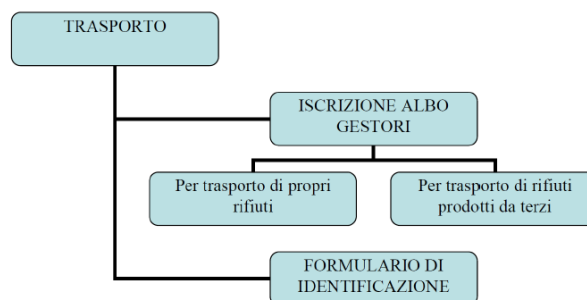 TRASPORTO
ISCRIZIONE ALBO
GESTORI
Per trasporto di propri
rifiuti
Per trasporto di rifiuti
prodotti da terzi
FORMULARIO DI
IDENTIFICAZIONE